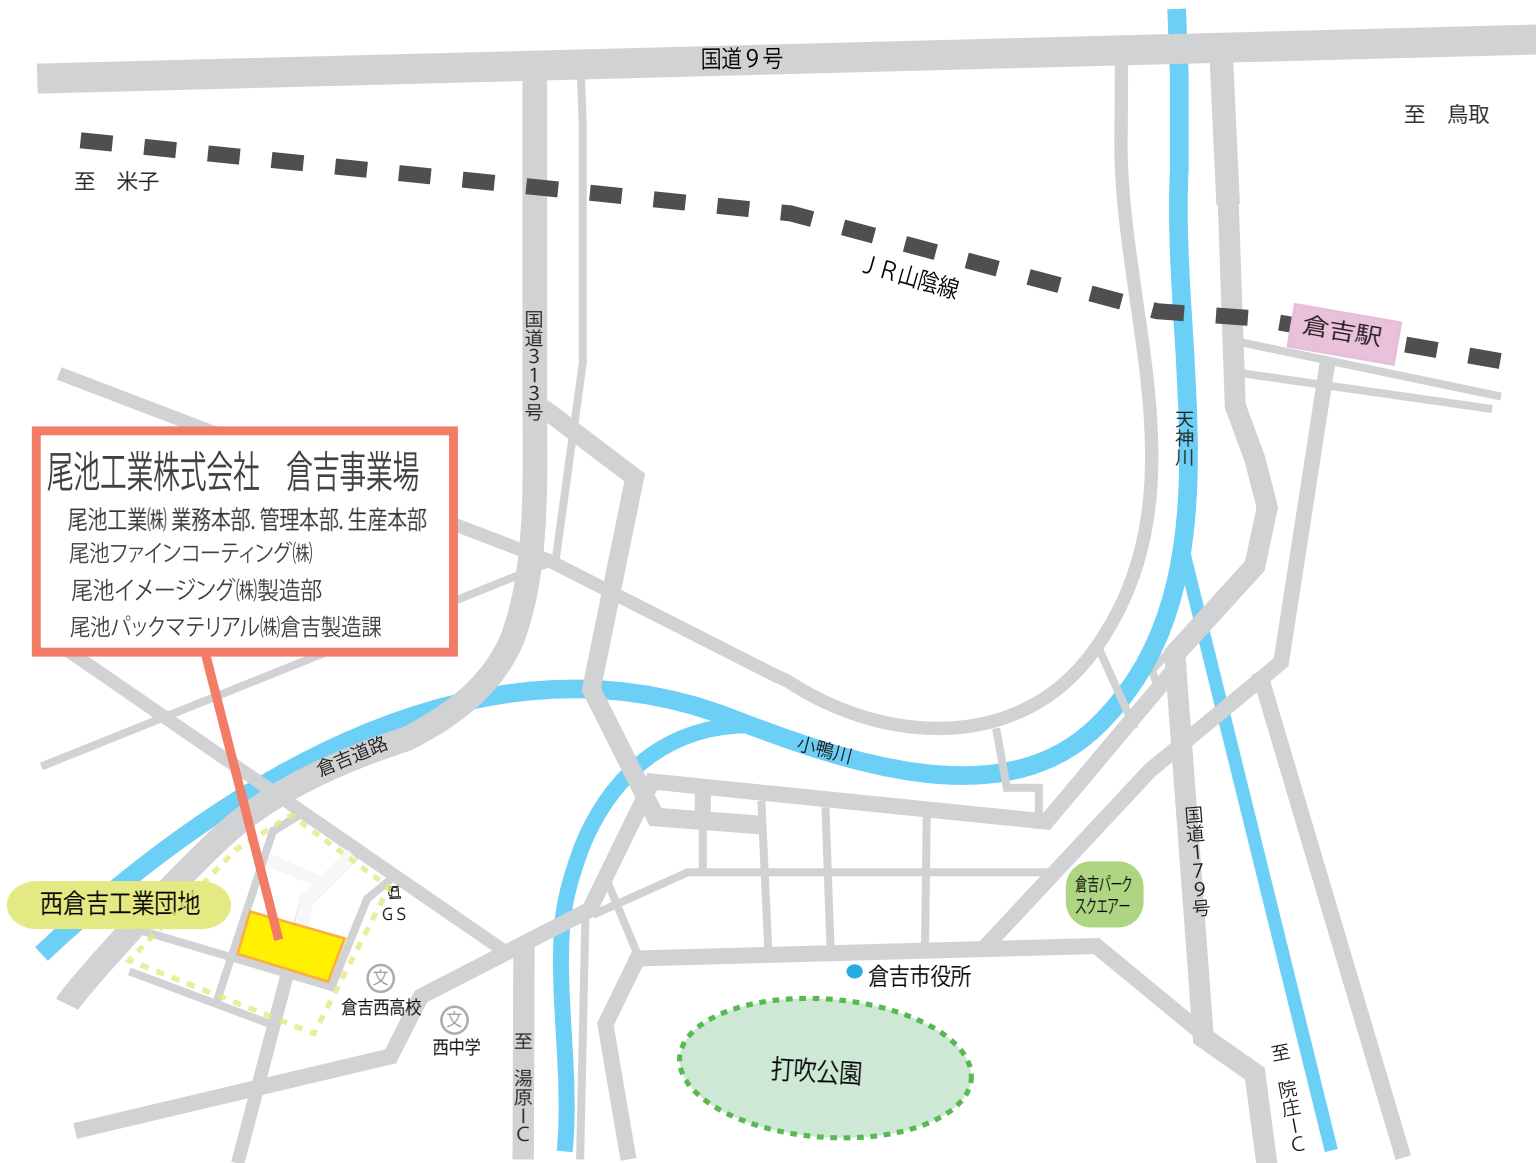 国道９号
至　鳥取
至　米子
ＪＲ山陰線
倉吉駅
国道３１３号
天神川
尾池工業株式会社　倉吉事業場
尾池工業㈱ 業務本部. 管理本部. 生産本部
尾池ファインコーティング㈱
尾池イメージング㈱製造部
尾池パックマテリアル㈱倉吉製造課
倉吉道路
小鴨川
国道１７９号
倉吉パーク
スクエアー
西倉吉工業団地
ＧＳ
文
倉吉西高校
文
西中学
倉吉市役所
打吹公園
至　湯原ＩＣ
至　院庄ＩＣ